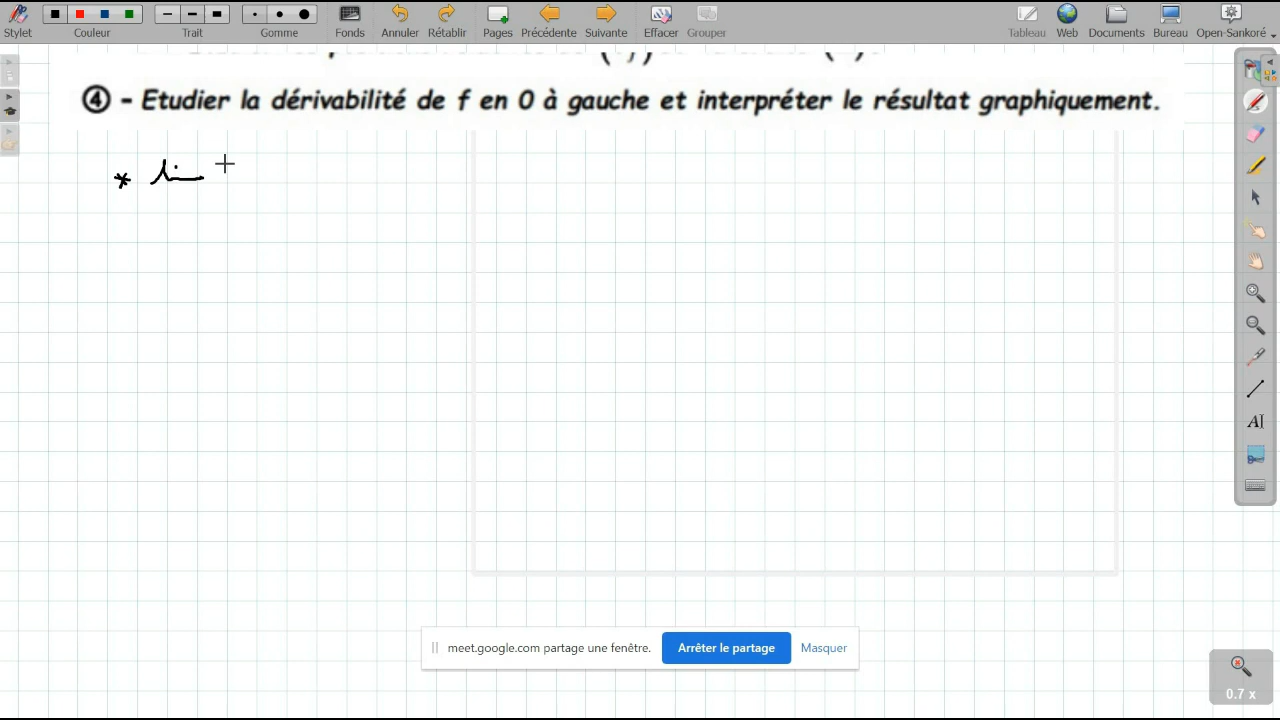 Stylet Couleur Trait Gomme Fonds Annuler Rétablir Pages Précédente Suivante Effacer Grouper Tableau Web Documents Bureau Open-Sankoré
④ - Etudier la dérivabilité de f en 0 à gauche et interpréter le résultat graphiquement.
* lim
meet.google.com partage une fenêtre. Arrêter le partage Masquer
0.7 x